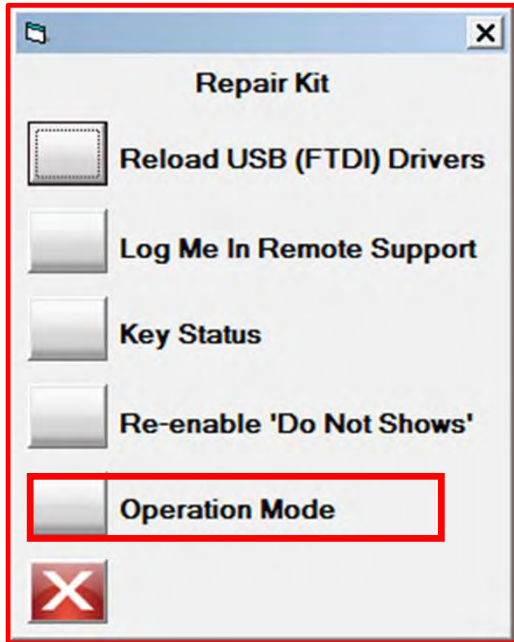 Repair Kit
Reload USB (FTDI) Drivers
Log Me In Remote Support
Key Status
Re-enable 'Do Not Shows'
Operation Mode